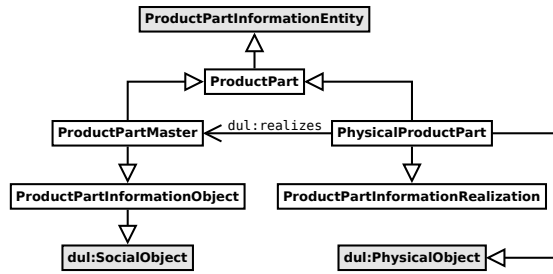 ProductPartInformationEntity
ProductPart
ProductPartMaster
dul:realizes
PhysicalProductPart
ProductPartInformationObject
ProductPartInformationRealization
dul:SocialObject
dul:PhysicalObject